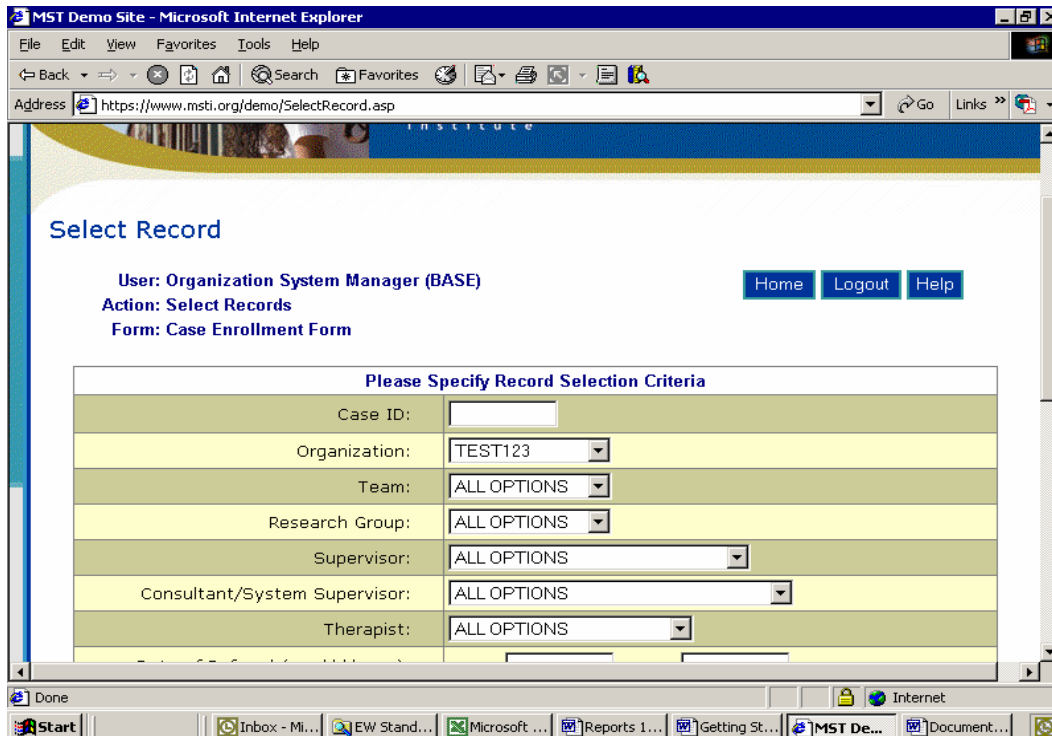 MST Demo Site - Microsoft Internet Explorer
File Edit View Favorites Tools Help
Back Search Favorites
Address https://www.msti.org/demo/SelectRecord.asp Go Links »
Institute
Select Record
User: Organization System Manager (BASE)
Home Logout Help
Action: Select Records
Form: Case Enrollment Form
Please Specify Record Selection Criteria
Case ID:
Organization: TEST123
Team: ALL OPTIONS
Research Group: ALL OPTIONS
Supervisor: ALL OPTIONS
Consultant/System Supervisor: ALL OPTIONS
Therapist: ALL OPTIONS
Done Internet
Start Inbox - Mi... EW Stand... Microsoft ... Reports 1... Getting St... MST De... Document...